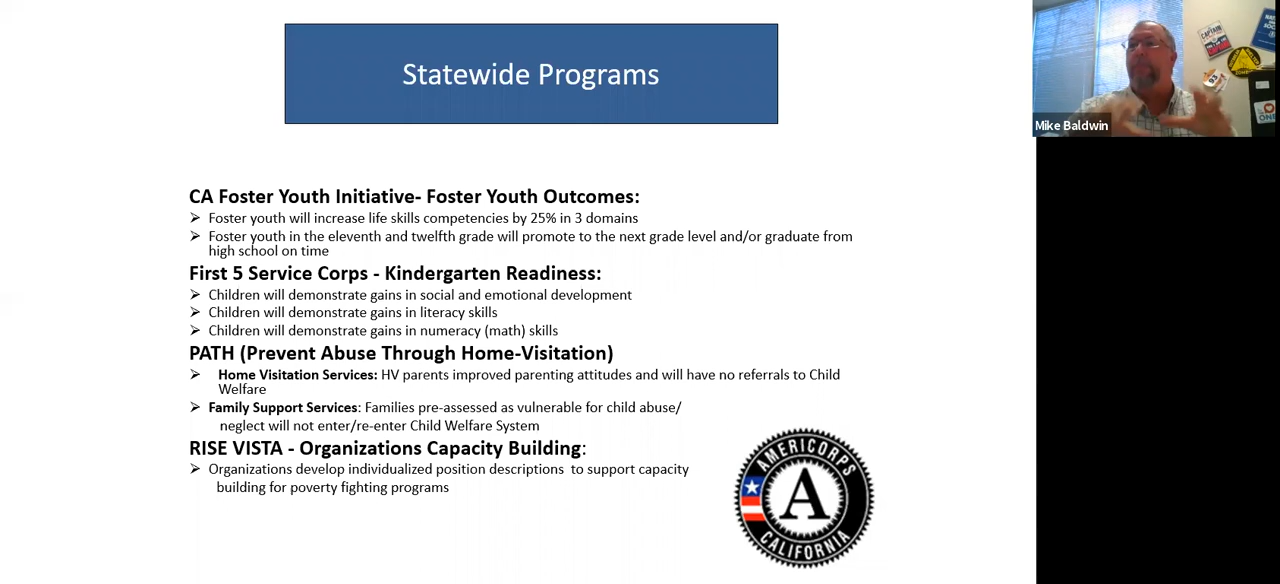 Statewide Programs
CA Foster Youth Initiative- Foster Youth Outcomes:
Foster youth will increase life skills competencies by 25% in 3 domains
Foster youth in the eleventh and twelfth grade will promote to the next grade level and/or graduate from
high school on time
First 5 Service Corps - Kindergarten Readiness:
Children will demonstrate gains in social and emotional development
Children will demonstrate gains in literacy skills
Children will demonstrate gains in numeracy (math) skills
PATH (Prevent Abuse Through Home-Visitation)
Home Visitation Services: HV parents improved parenting attitudes and will have no referrals to Child
Welfare
Family Support Services: Families pre-assessed as vulnerable for child abuse/
neglect will not enter/re-enter Child Welfare System
RISE VISTA - Organizations Capacity Building:
Organizations develop individualized position descriptions to support capacity
building for poverty fighting programs
AMERICORPS
A
CALIFORNIA
Mike Baldwin
CAPTAIN
93
ONE